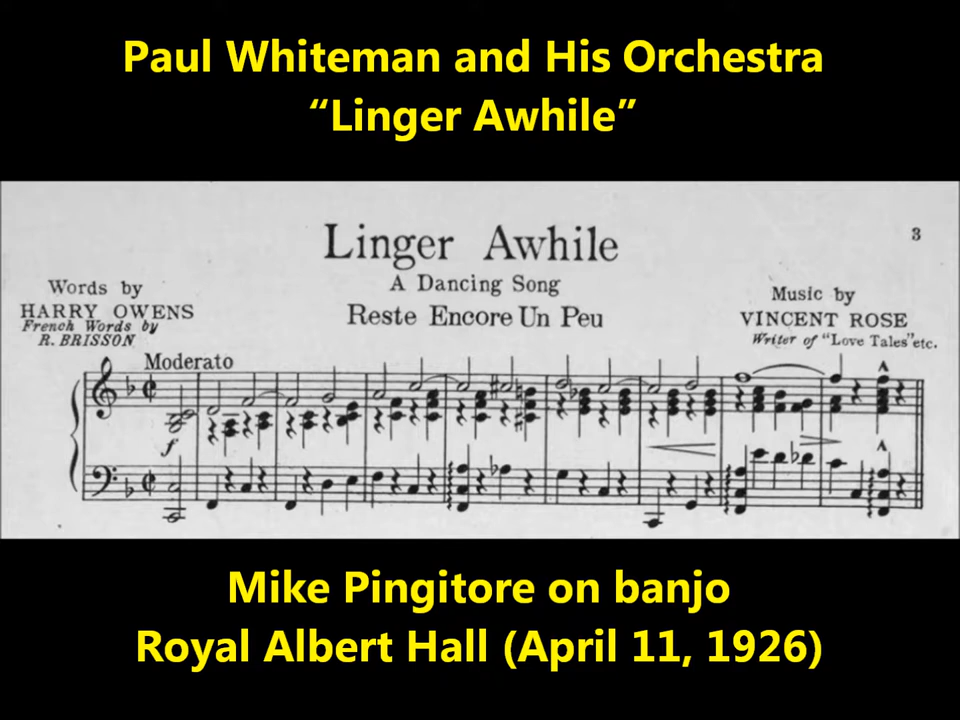 Paul Whiteman and His Orchestra
“Linger Awhile”
Linger Awhile
3
A Dancing Song
Reste Encore Un Peu
Words by
HARRY OWENS
French Words by
R. BRISSON
Music by
VINCENT ROSE
Writer of "Love Tales" etc.
Moderato
f
Mike Pingitore on banjo
Royal Albert Hall (April 11, 1926)